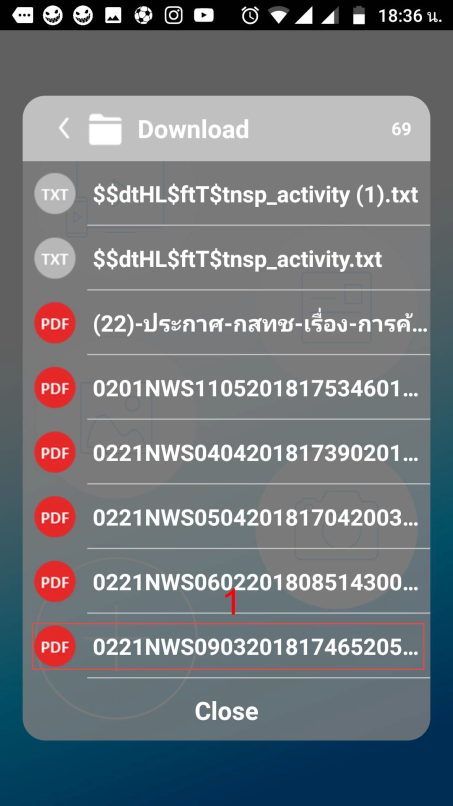 18:36 น.
Download
69
TXT
$$dtHL$ftT$tnsp_activity (1).txt
TXT
$$dtHL$ftT$tnsp_activity.txt
PDF
(22)-ประกาศ-กสทช-เรื่อง-การค้...
PDF
0201NWS1105201817534601...
PDF
0221NWS0404201817390201...
PDF
0221NWS0504201817042003...
PDF
0221NWS0602201808514300...
1
PDF
0221NWS0903201817465205...
Close